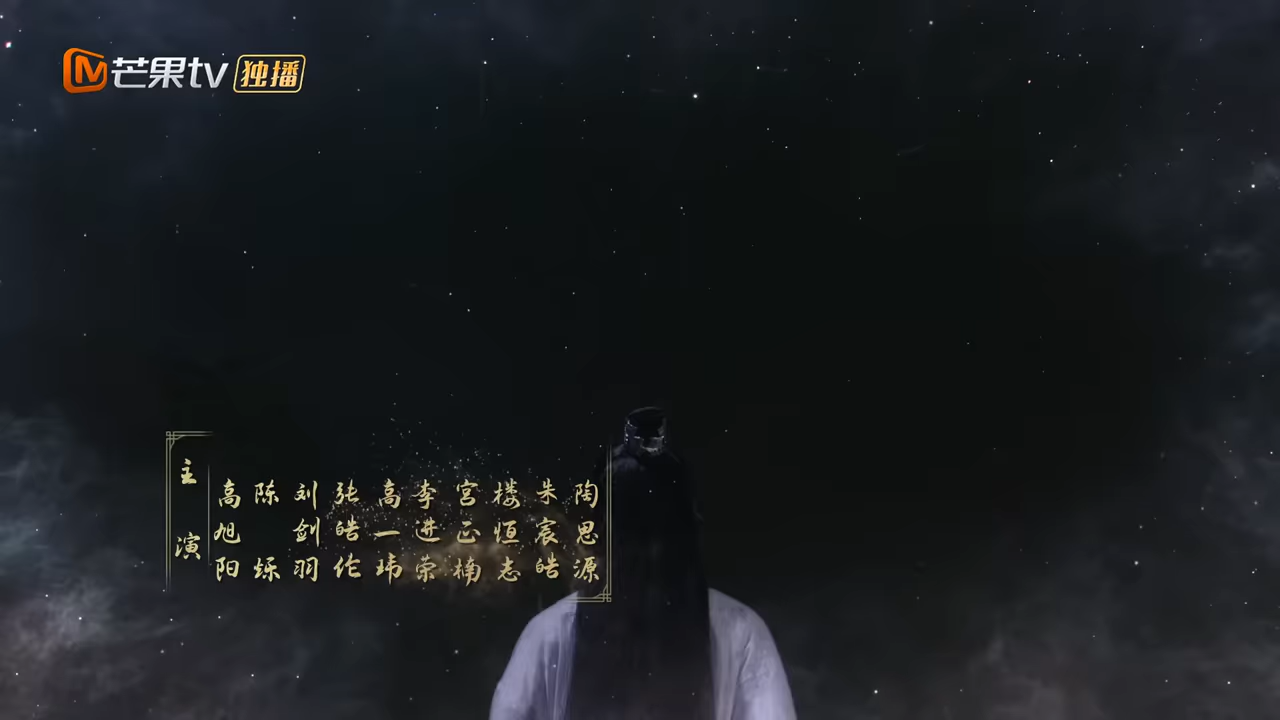 芒果tv 独播
主演
高旭阳
陈烁
刘剑羽
张皓伦
高一玮
李进荣
宫正楠
楼恒志
朱宸皓
陶思源